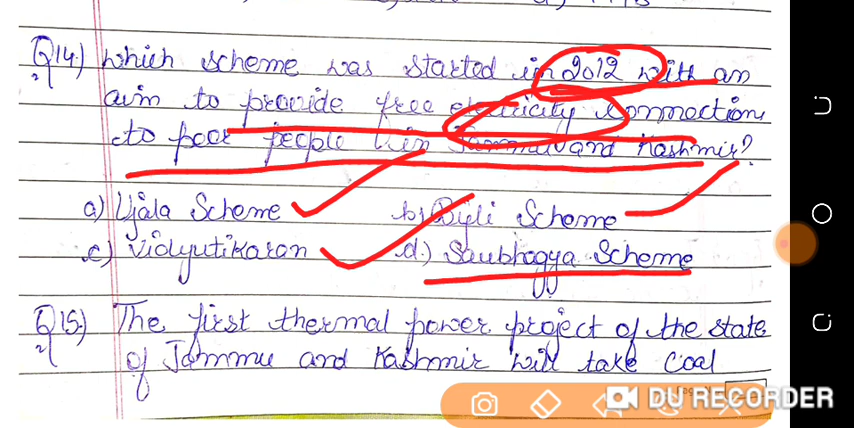 Q14.) Which scheme was started in 2012 with an
aim to provide free electricity connection
to poor people in Jammu and Kashmir?
a) Ujala Scheme b) Bijli Scheme
c) Vidyutikaran d.) Saubhagya Scheme
Q15.) The first thermal power project of the state
of Jammu and Kashmir will take coal
DU RECORDER